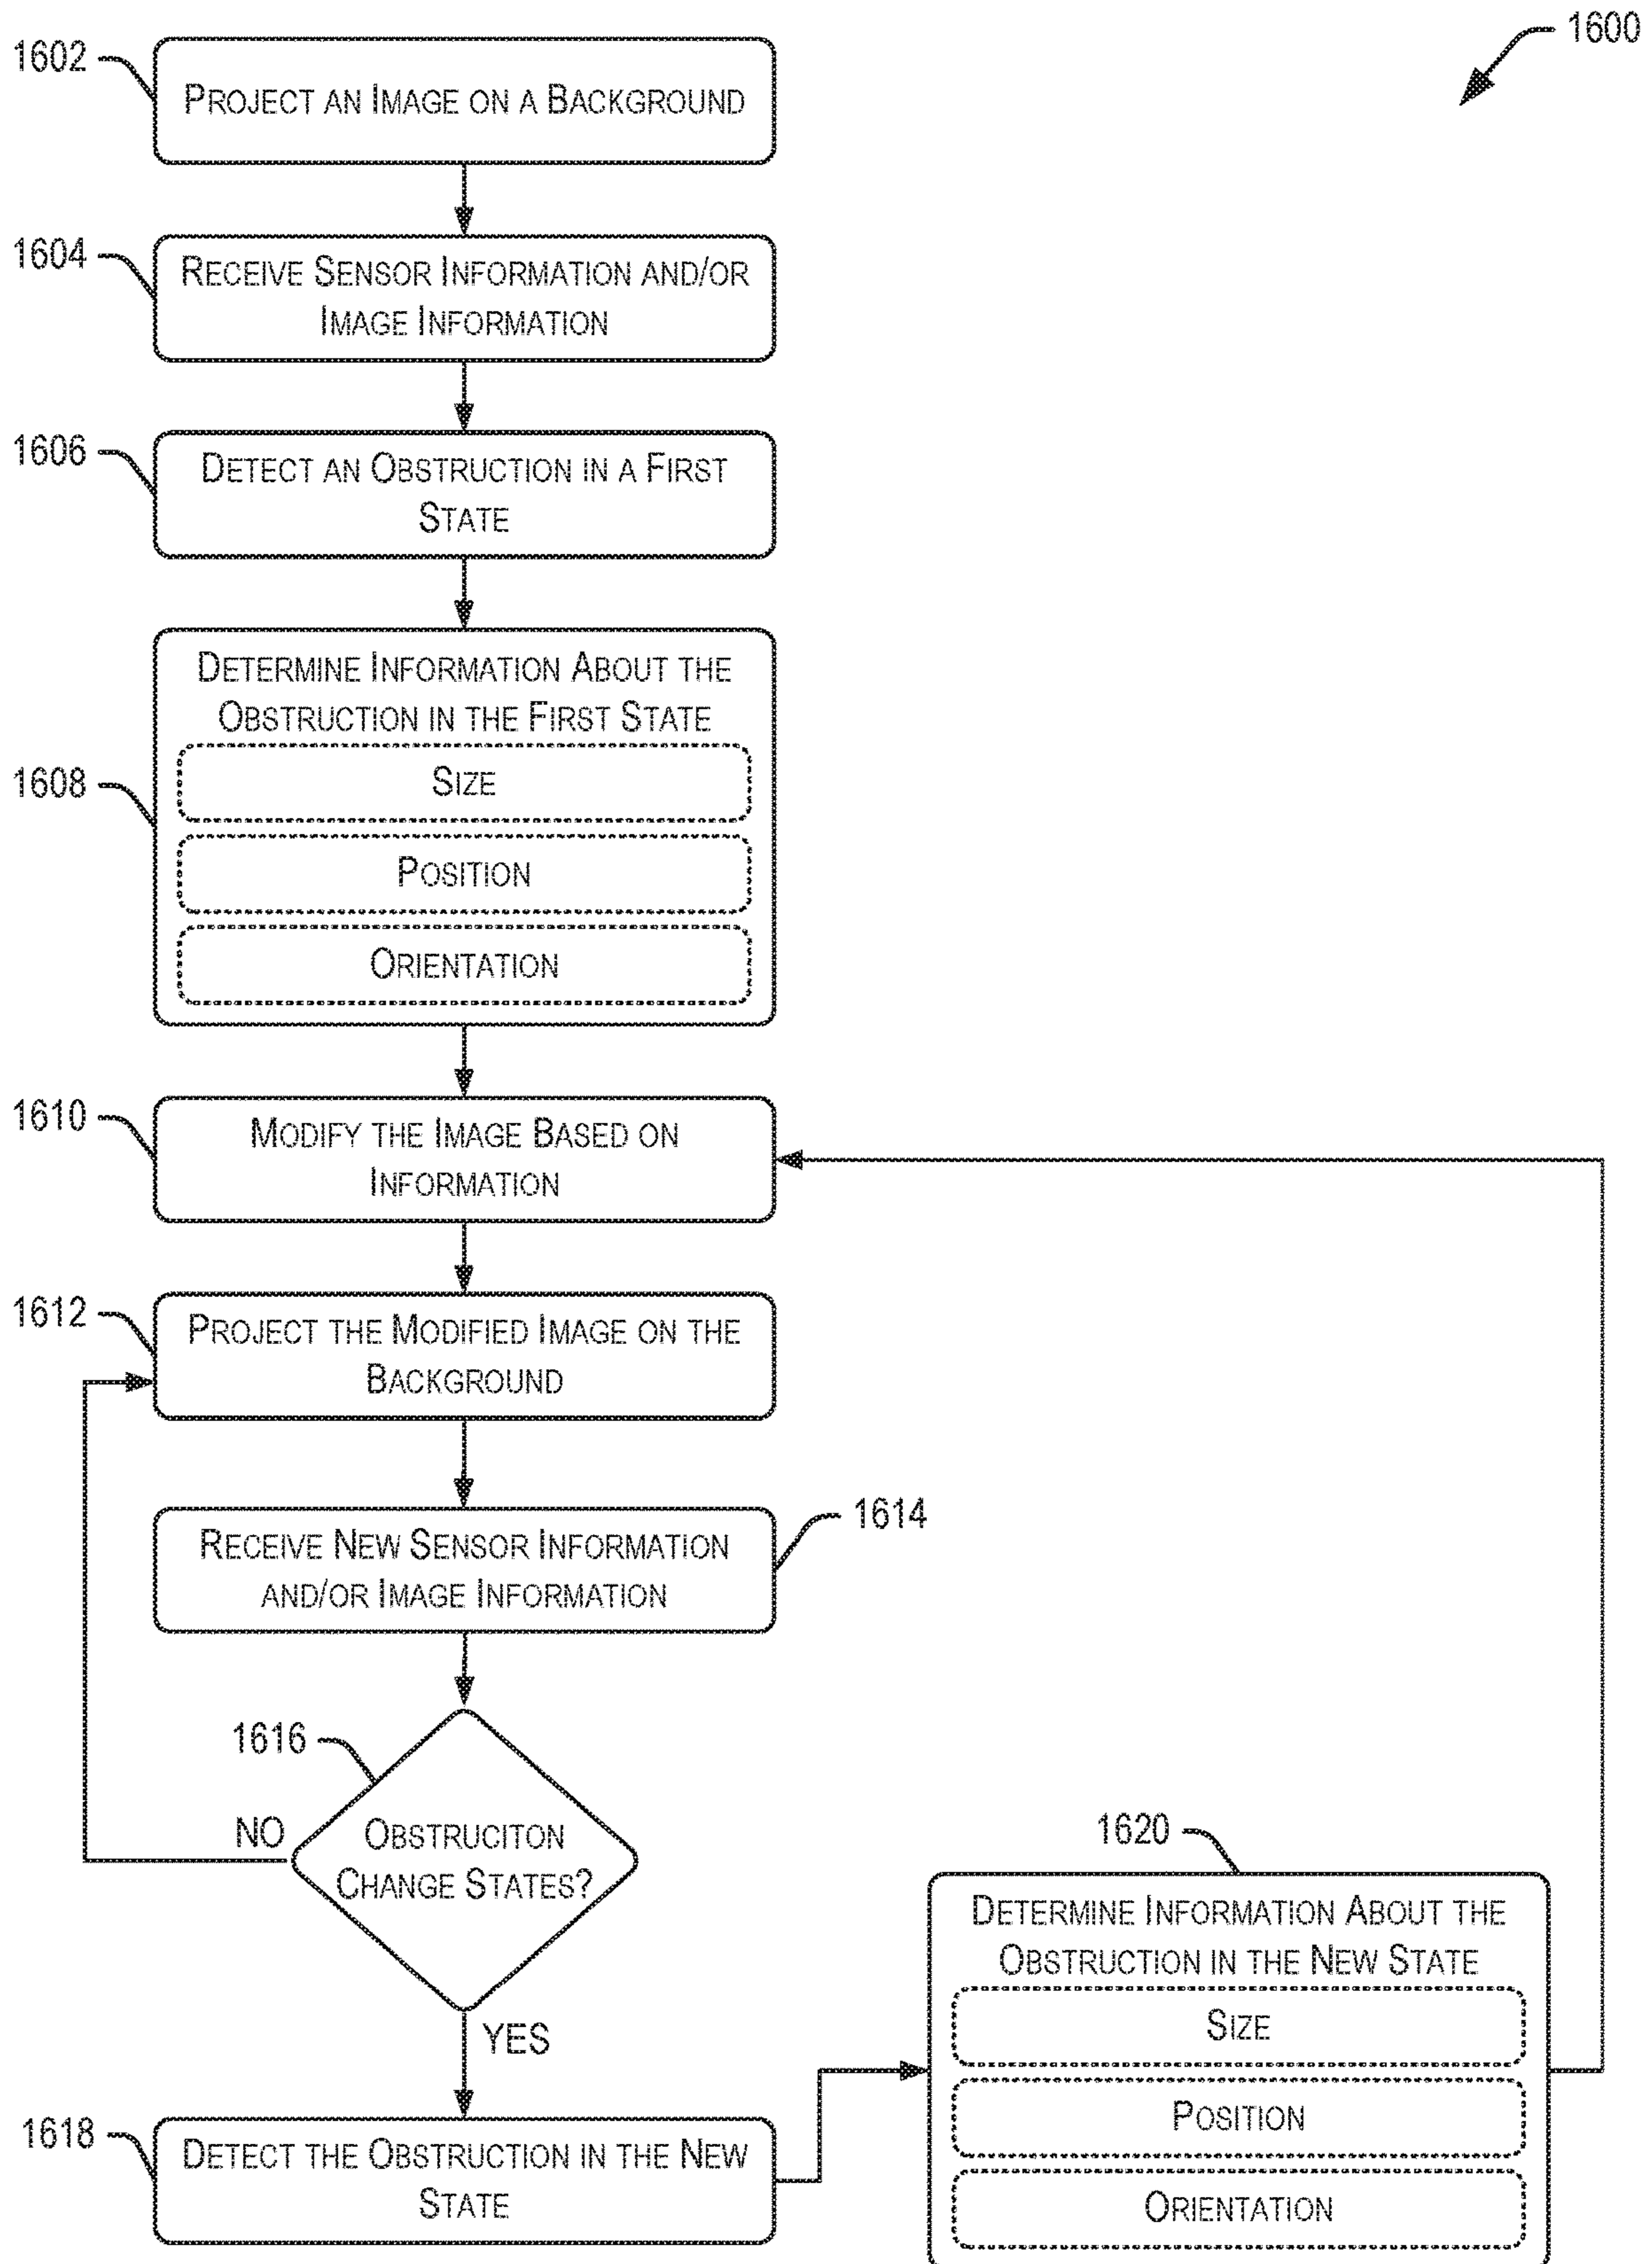 1600
1602
PROJECT AN IMAGE ON A BACKGROUND
1604
RECEIVE SENSOR INFORMATION AND/OR
IMAGE INFORMATION
1606
DETECT AN OBSTRUCTION IN A FIRST
STATE
DETERMINE INFORMATION ABOUT THE
OBSTRUCTION IN THE FIRST STATE
1608
SIZE
POSITION
ORIENTATION
1610
MODIFY THE IMAGE BASED ON
INFORMATION
1612
PROJECT THE MODIFIED IMAGE ON THE
BACKGROUND
1614
RECEIVE NEW SENSOR INFORMATION
AND/OR IMAGE INFORMATION
1616
OBSTRUCITON
CHANGE STATES?
NO
YES
1618
DETECT THE OBSTRUCTION IN THE NEW
STATE
1620
DETERMINE INFORMATION ABOUT THE
OBSTRUCTION IN THE NEW STATE
SIZE
POSITION
ORIENTATION